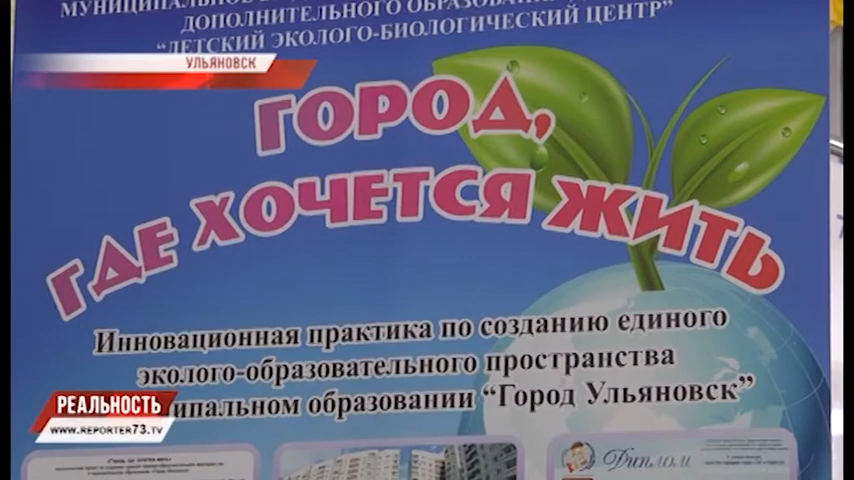 МУНИЦИПАЛЬНОЕ
ДОПОЛНИТЕЛЬНОГО ОБРАЗОВАНИЯ
“ДЕТСКИЙ ЭКОЛОГО-БИОЛОГИЧЕСКИЙ ЦЕНТР”
УЛЬЯНОВСК
ГОРОД,
ГДЕ ХОЧЕТСЯ ЖИТЬ
Инновационная практика по созданию единого
эколого-образовательного пространства
ципальном образовании “Город Ульяновск”
РЕАЛЬНОСТЬ
WWW.REPORTER73.TV
Диплом